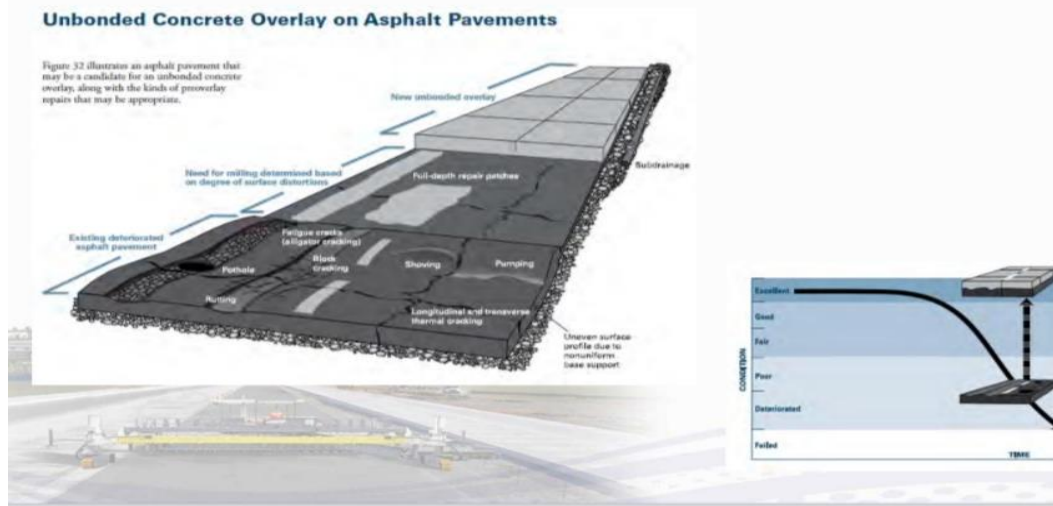 Unbonded Concrete Overlay on Asphalt Pavements
Figure 32 illustrates an asphalt pavement that
may be a candidate for an unbonded concrete
overlay, along with the kinds of preoverlay
repairs that may be appropriate.
New unbonded overlay
Subdrainage
Need for milling determined based
on degree of surface distortions
Full-depth repair patches
Existing deteriorated
asphalt pavement
Fatigue cracks
(alligator cracking)
Block
cracking
Pothole
Shoving
Pumping
Rutting
Longitudinal and transverse
thermal cracking
Uneven surface
profile due to
nonuniform
base support
Excellent
Good
Fair
Poor
Deteriorated
Failed
CONDITION
TIME